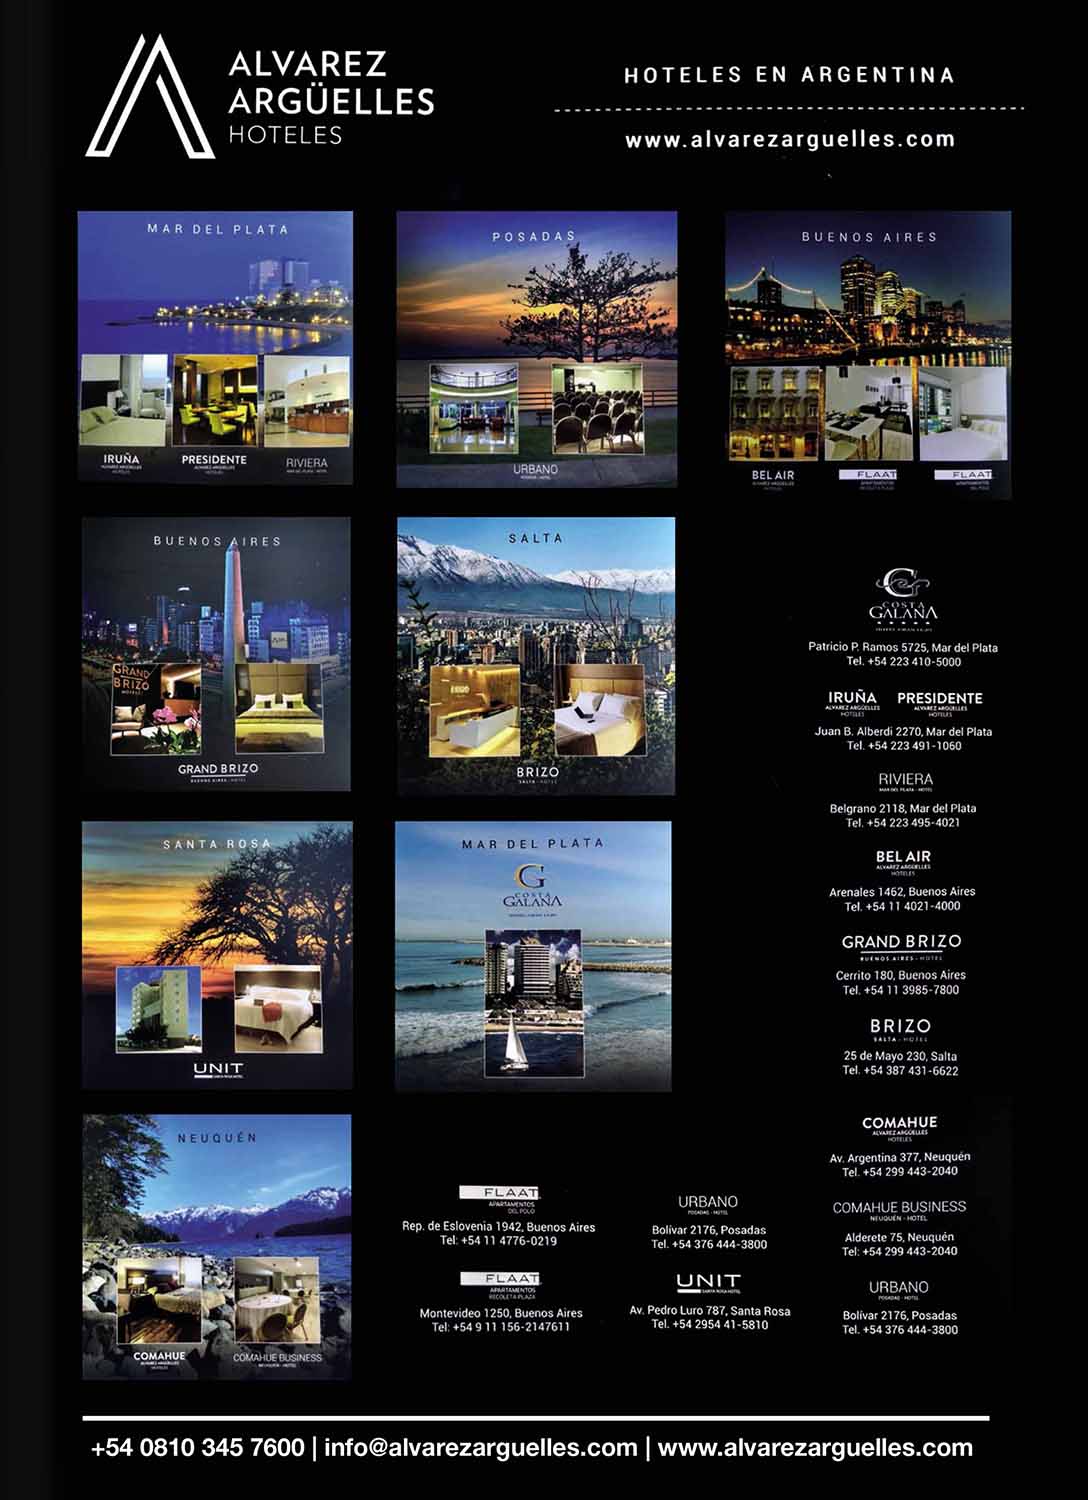 ALVAREZ
ARGÜELLES
HOTELES
HOTELES EN ARGENTINA
www.alvarezarguelles.com
MAR DEL PLATA
IRUÑA
ALVAREZ ARGÜELLES
HOTELES
PRESIDENTE
ALVAREZ ARGÜELLES
HOTELES
RIVIERA
MAR DEL PLATA - HOTEL
POSADAS
URBANO
POSADAS - HOTEL
BUENOS AIRES
BEL AIR
ALVAREZ ARGÜELLES
HOTELES
FLAAT
APARTAMENTOS
RECOLETA PLAZA
FLAAT
APARTAMENTOS
DEL POLO
BUENOS AIRES
GRAND
BRIZO
HOTELES
GRAND BRIZO
BUENOS AIRES - HOTEL
SALTA
BRIZO
BRIZO
SALTA - HOTEL
COSTA
GALANA
Patricio P. Ramos 5725, Mar del Plata
Tel. +54 223 410-5000
IRUÑA
ALVAREZ ARGÜELLES
HOTELES
PRESIDENTE
ALVAREZ ARGÜELLES
HOTELES
Juan B. Alberdi 2270, Mar del Plata
Tel. +54 223 491-1060
RIVIERA
MAR DEL PLATA - HOTEL
Belgrano 2118, Mar del Plata
Tel. +54 223 495-4021
BEL AIR
ALVAREZ ARGÜELLES
HOTELES
Arenales 1462, Buenos Aires
Tel. +54 11 4021-4000
GRAND BRIZO
BUENOS AIRES - HOTEL
Cerrito 180, Buenos Aires
Tel. +54 11 3985-7800
BRIZO
SALTA - HOTEL
25 de Mayo 230, Salta
Tel. +54 387 431-6622
SANTA ROSA
UNIT
SANTA ROSA HOTEL
MAR DEL PLATA
COSTA
GALANA
COMAHUE
ALVAREZ ARGÜELLES
HOTELES
Av. Argentina 377, Neuquén
Tel. +54 299 443-2040
COMAHUE BUSINESS
NEUQUÉN - HOTEL
Alderete 75, Neuquén
Tel: +54 299 443-2040
URBANO
POSADAS - HOTEL
Bolívar 2176, Posadas
Tel. +54 376 444-3800
NEUQUÉN
COMAHUE
ALVAREZ ARGÜELLES
HOTELES
COMAHUE BUSINESS
NEUQUÉN - HOTEL
FLAAT
APARTAMENTOS
DEL POLO
Rep. de Eslovenia 1942, Buenos Aires
Tel: +54 11 4776-0219
FLAAT
APARTAMENTOS
RECOLETA PLAZA
Montevideo 1250, Buenos Aires
Tel: +54 9 11 156-2147611
URBANO
POSADAS - HOTEL
Bolívar 2176, Posadas
Tel. +54 376 444-3800
UNIT
SANTA ROSA HOTEL
Av. Pedro Luro 787, Santa Rosa
Tel. +54 2954 41-5810
+54 0810 345 7600 | info@alvarezarguelles.com | www.alvarezarguelles.com